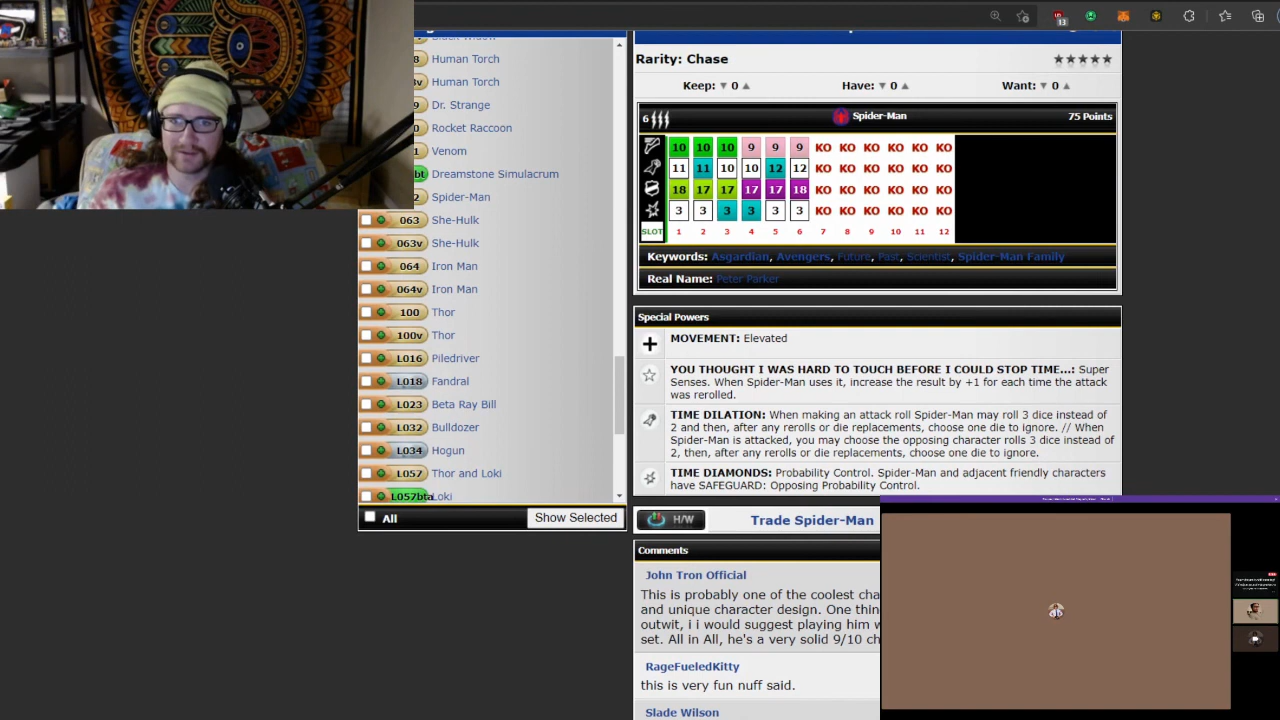 13
Rarity: Chase
Keep: 0 Have: 0 Want: 0
6 Spider-Man 75 Points
10 10 10 9 9 9 KO KO KO KO KO KO
11 11 10 10 12 12 KO KO KO KO KO KO
18 17 17 17 17 18 KO KO KO KO KO KO
3 3 3 3 3 3 KO KO KO KO KO KO
SLOT 1 2 3 4 5 6 7 8 9 10 11 12
Keywords: Asgardian, Avengers, Future, Past, Scientist, Spider-Man Family
Real Name: Peter Parker
Special Powers
MOVEMENT: Elevated
YOU THOUGHT I WAS HARD TO TOUCH BEFORE I COULD STOP TIME...: Super
Senses. When Spider-Man uses it, increase the result by +1 for each time the attack
was rerolled.
TIME DILATION: When making an attack roll Spider-Man may roll 3 dice instead of
2 and then, after any rerolls or die replacements, choose one die to ignore. // When
Spider-Man is attacked, you may choose the opposing character rolls 3 dice instead of
2, then, after any rerolls or die replacements, choose one die to ignore.
TIME DIAMONDS: Probability Control. Spider-Man and adjacent friendly characters
have SAFEGUARD: Opposing Probability Control.
H/W Trade Spider-Man
Comments
John Tron Official
This is probably one of the coolest cha
and unique character design. One thin
outwit, i i would suggest playing him w
set. All in All, he's a very solid 9/10 ch
RageFueledKitty
this is very fun nuff said.
Slade Wilson
Human Torch
Human Torch
Dr. Strange
Rocket Raccoon
Venom
Dreamstone Simulacrum
Spider-Man
063 She-Hulk
063v She-Hulk
064 Iron Man
064v Iron Man
100 Thor
100v Thor
L016 Piledriver
L018 Fandral
L023 Beta Ray Bill
L032 Bulldozer
L034 Hogun
L057 Thor and Loki
L057bta Loki
All Show Selected